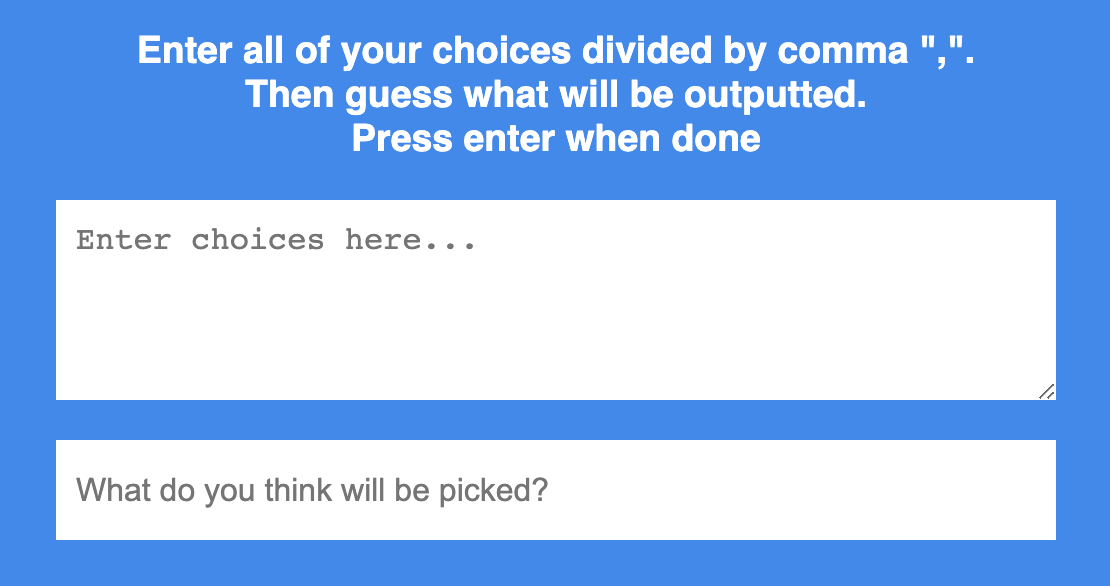 Enter all of your choices divided by comma ",".
Then guess what will be outputted.
Press enter when done
Enter choices here...
What do you think will be picked?